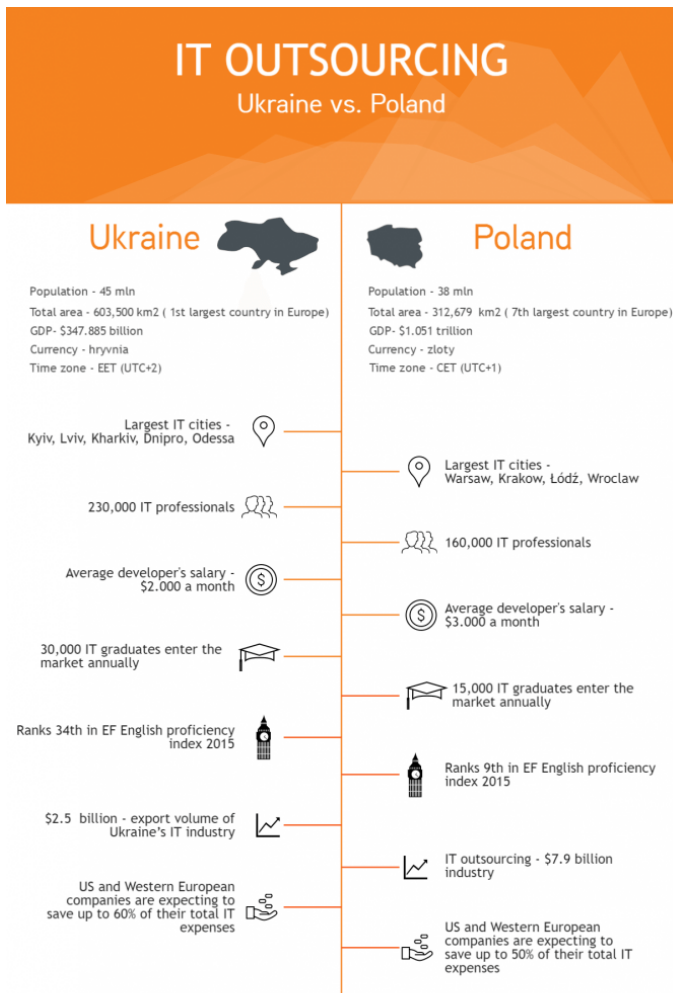 IT OUTSOURCING
Ukraine vs. Poland
Ukraine
Population - 45 mln
Total area - 603,500 km2 ( 1st largest country in Europe)
GDP- $347.885 billion
Currency - hryvnia
Time zone - EET (UTC+2)
Poland
Population - 38 mln
Total area - 312,679 km2 ( 7th largest country in Europe)
GDP- $1.051 trillion
Currency - zloty
Time zone - CET (UTC+1)
Largest IT cities -
Kyiv, Lviv, Kharkiv, Dnipro, Odessa
Largest IT cities -
Warsaw, Krakow, Łódź, Wroclaw
230,000 IT professionals
160,000 IT professionals
Average developer's salary -
$2.000 a month
Average developer's salary -
$3.000 a month
30,000 IT graduates enter the
market annually
15,000 IT graduates enter the
market annually
Ranks 34th in EF English proficiency
index 2015
Ranks 9th in EF English proficiency
index 2015
$2.5 billion - export volume of
Ukraine's IT industry
IT outsourcing - $7.9 billion
industry
US and Western European
companies are expecting to
save up to 60% of their total IT
expenses
US and Western European
companies are expecting to
save up to 50% of their total IT
expenses